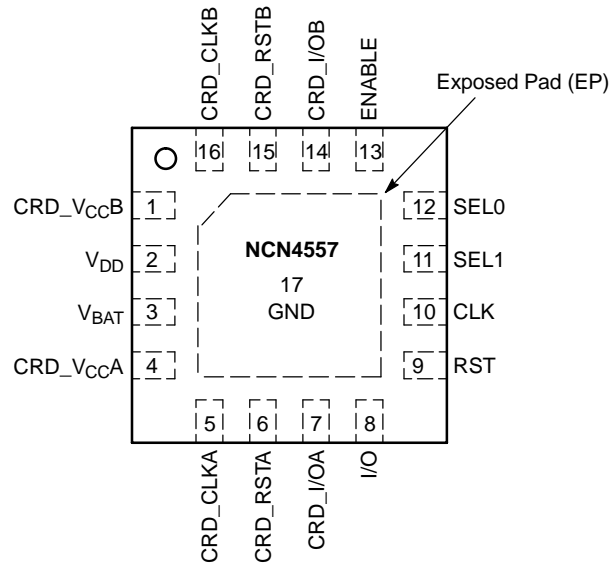 CRD_CLKB
CRD_RSTB
CRD_I/OB
ENABLE
Exposed Pad (EP)
16
15
14
13
CRD_VCCB
1
12
SEL0
VDD
2
NCN4557
11
SEL1
17
VBAT
3
GND
10
CLK
CRD_VCCA
4
9
RST
5
6
7
8
CRD_CLKA
CRD_RSTA
CRD_I/OA
I/O